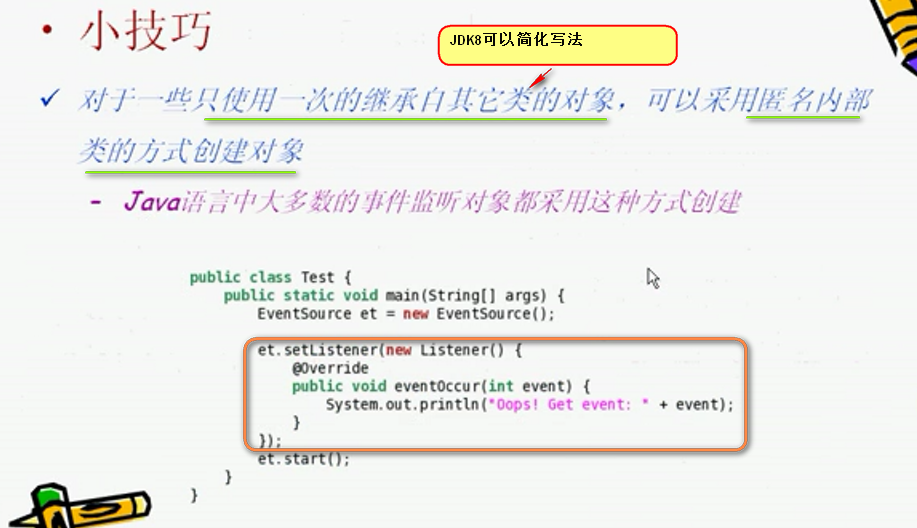 • 小技巧
JDK8可以简化写法
✓ 对于一些只使用一次的继承自其它类的对象，可以采用匿名内部
类的方式创建对象
- Java语言中大多数的事件监听对象都采用这种方式创建
public class Test {
    public static void main(String[] args) {
        EventSource et = new EventSource();
        et.setListener(new Listener() {
            @Override
            public void eventOccur(int event) {
                System.out.println("Oops! Get event: " + event);
            }
        });
        et.start();
    }
}